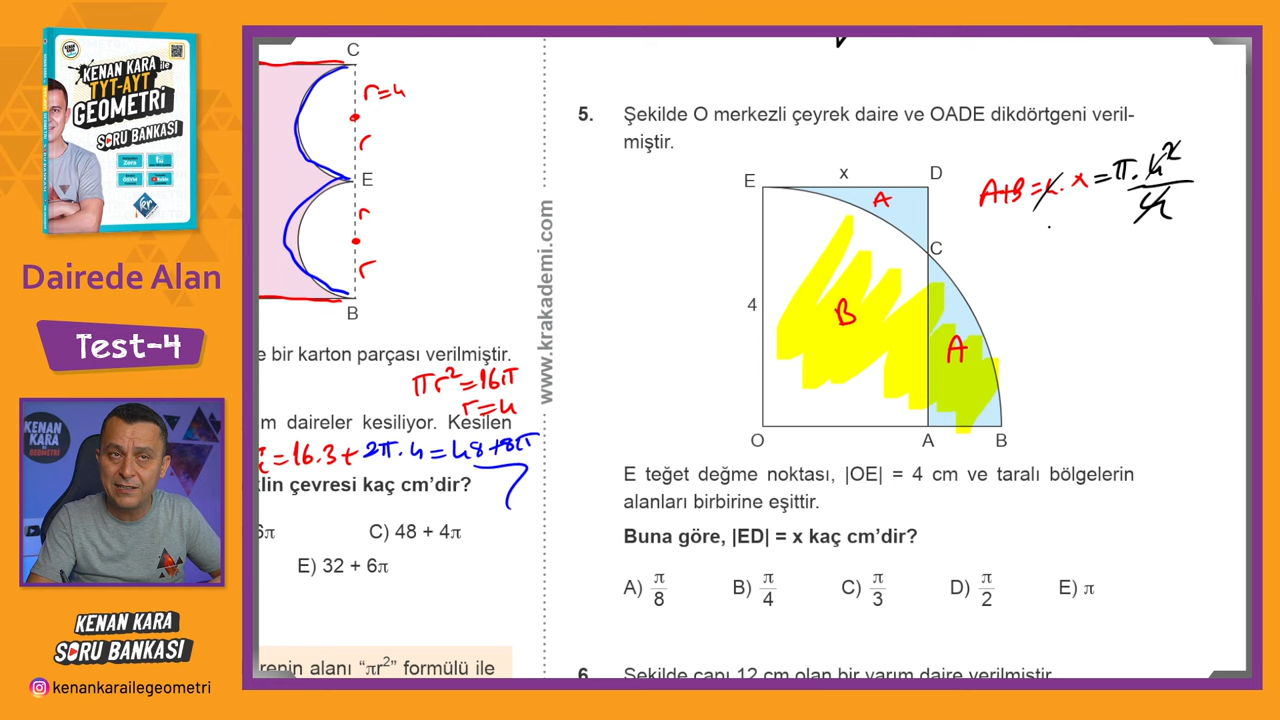 KENAN KARA ile
TYT-AYT
GEOMETRİ
SORU BANKASI
Dairede Alan
Test-4
KENAN
KARA
GEOMETRİ
KENAN KARA
SORU BANKASI
kenankarailegeometri
C
r=4
r
E
r
r
B
e bir karton parçası verilmiştir.
πr²=16π
r=4
m daireler kesiliyor. Kesilen
=16.3+2π.4=48+8π
lin çevresi kaç cm'dir?
6π
C) 48 + 4π
E) 32 + 6π
renin alanı “πr²” formülü ile
www.krakademi.com
5. Şekilde O merkezli çeyrek daire ve OADE dikdörtgeni veril-
miştir.
E x D
A
A+B=4.x=π.4²/4
C
4
B
A
O A B
E teğet değme noktası, |OE| = 4 cm ve taralı bölgelerin
alanları birbirine eşittir.
Buna göre, |ED| = x kaç cm'dir?
A) π/8 B) π/4 C) π/3 D) π/2 E) π
6. Şekilde çapı 12 cm olan bir yarım daire verilmiştir.